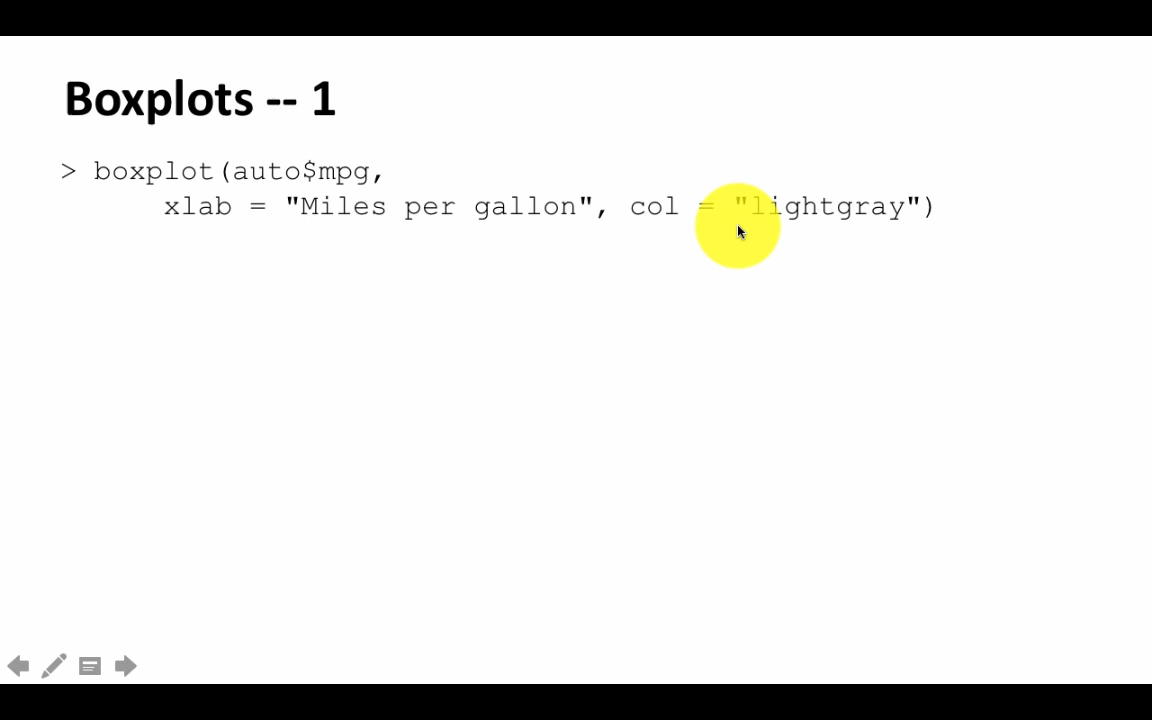 Boxplots -- 1
> boxplot(auto$mpg,
xlab = "Miles per gallon", col = "lightgray")